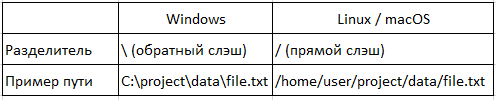 Windows Linux / macOS
Разделитель \ (обратный слэш) / (прямой слэш)
Пример пути C:\project\data\file.txt /home/user/project/data/file.txt